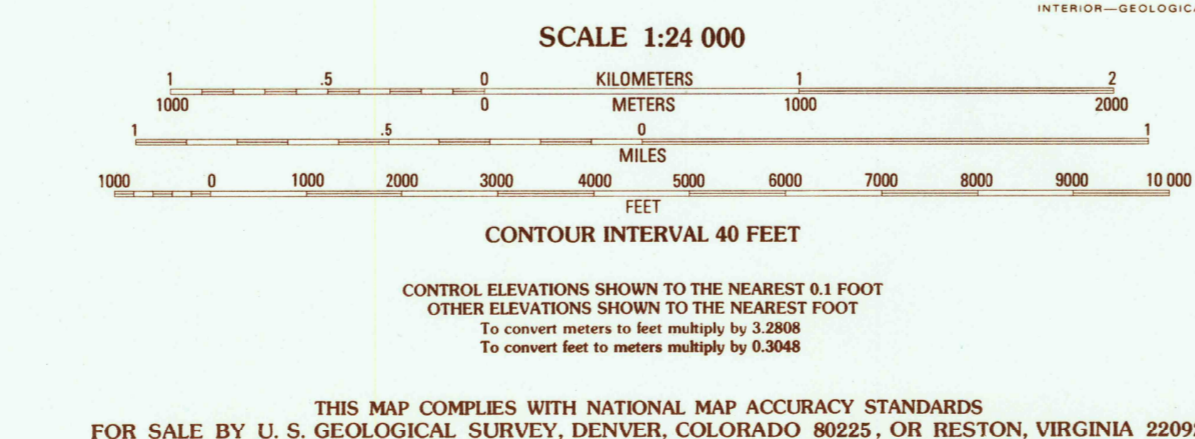 INTERIOR—GEOLOGICA
SCALE 1:24 000
1 .5 0 KILOMETERS 1 2
1000 0 METERS 1000 2000
1 .5 0 1
MILES
1000 0 1000 2000 3000 4000 5000 6000 7000 8000 9000 10 000
FEET
CONTOUR INTERVAL 40 FEET
CONTROL ELEVATIONS SHOWN TO THE NEAREST 0.1 FOOT
OTHER ELEVATIONS SHOWN TO THE NEAREST FOOT
To convert meters to feet multiply by 3.2808
To convert feet to meters multiply by 0.3048
THIS MAP COMPLIES WITH NATIONAL MAP ACCURACY STANDARDS
FOR SALE BY U. S. GEOLOGICAL SURVEY, DENVER, COLORADO 80225, OR RESTON, VIRGINIA 2209